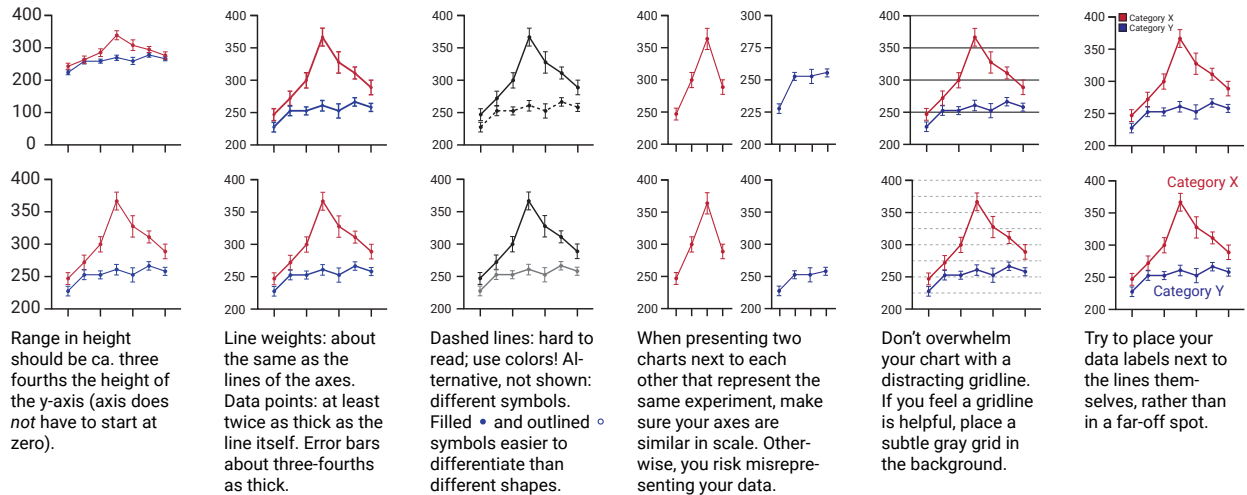 400
300
200
100
0
400
350
300
250
200
400
350
300
250
200
400
350
300
250
200
300
275
250
225
200
400
350
300
250
200
400
350
300
250
200
Category X
Category Y
400
350
300
250
200
400
350
300
250
200
400
350
300
250
200
400
350
300
250
200
400
350
300
250
200
400
350
300
250
200
400
350
300
250
200
Category X
Category Y
Range in height
should be ca. three
fourths the height of
the y-axis (axis does
not have to start at
zero).
Line weights: about
the same as the
lines of the axes.
Data points: at least
twice as thick as the
line itself. Error bars
about three-fourths
as thick.
Dashed lines: hard to
read; use colors! Al-
ternative, not shown:
different symbols.
Filled • and outlined ○
symbols easier to
differentiate than
different shapes.
When presenting two
charts next to each
other that represent the
same experiment, make
sure your axes are
similar in scale. Other-
wise, you risk misrepre-
senting your data.
Don't overwhelm
your chart with a
distracting gridline.
If you feel a gridline
is helpful, place a
subtle gray grid in
the background.
Try to place your
data labels next to
the lines them-
selves, rather than
in a far-off spot.